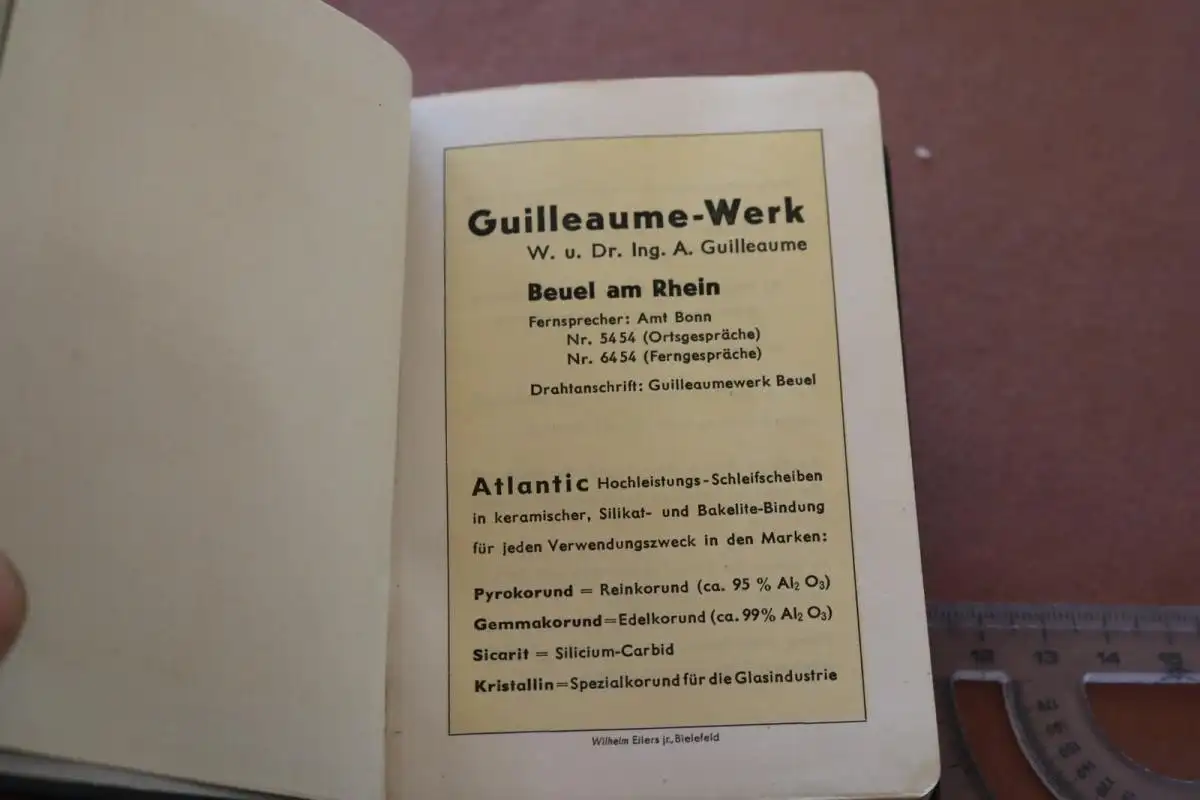 Guilleaume-Werk
W. u. Dr. Ing. A. Guilleaume
Beuel am Rhein
Fernsprecher: Amt Bonn
Nr. 5454 (Ortsgespräche)
Nr. 6454 (Ferngespräche)
Drahtanschrift: Guilleaumewerk Beuel
Atlantic Hochleistungs-Schleifscheiben
in keramischer, Silikat- und Bakelite-Bindung
für jeden Verwendungszweck in den Marken:
Pyrokorund = Reinkorund (ca. 95 % Al₂ O₃)
Gemmakorund=Edelkorund (ca. 99% Al₂ O₃)
Sicarit = Silicium-Carbid
Kristallin=Spezialkorund für die Glasindustrie
Wilhelm Eilers jr., Bielefeld
12 13 14 15